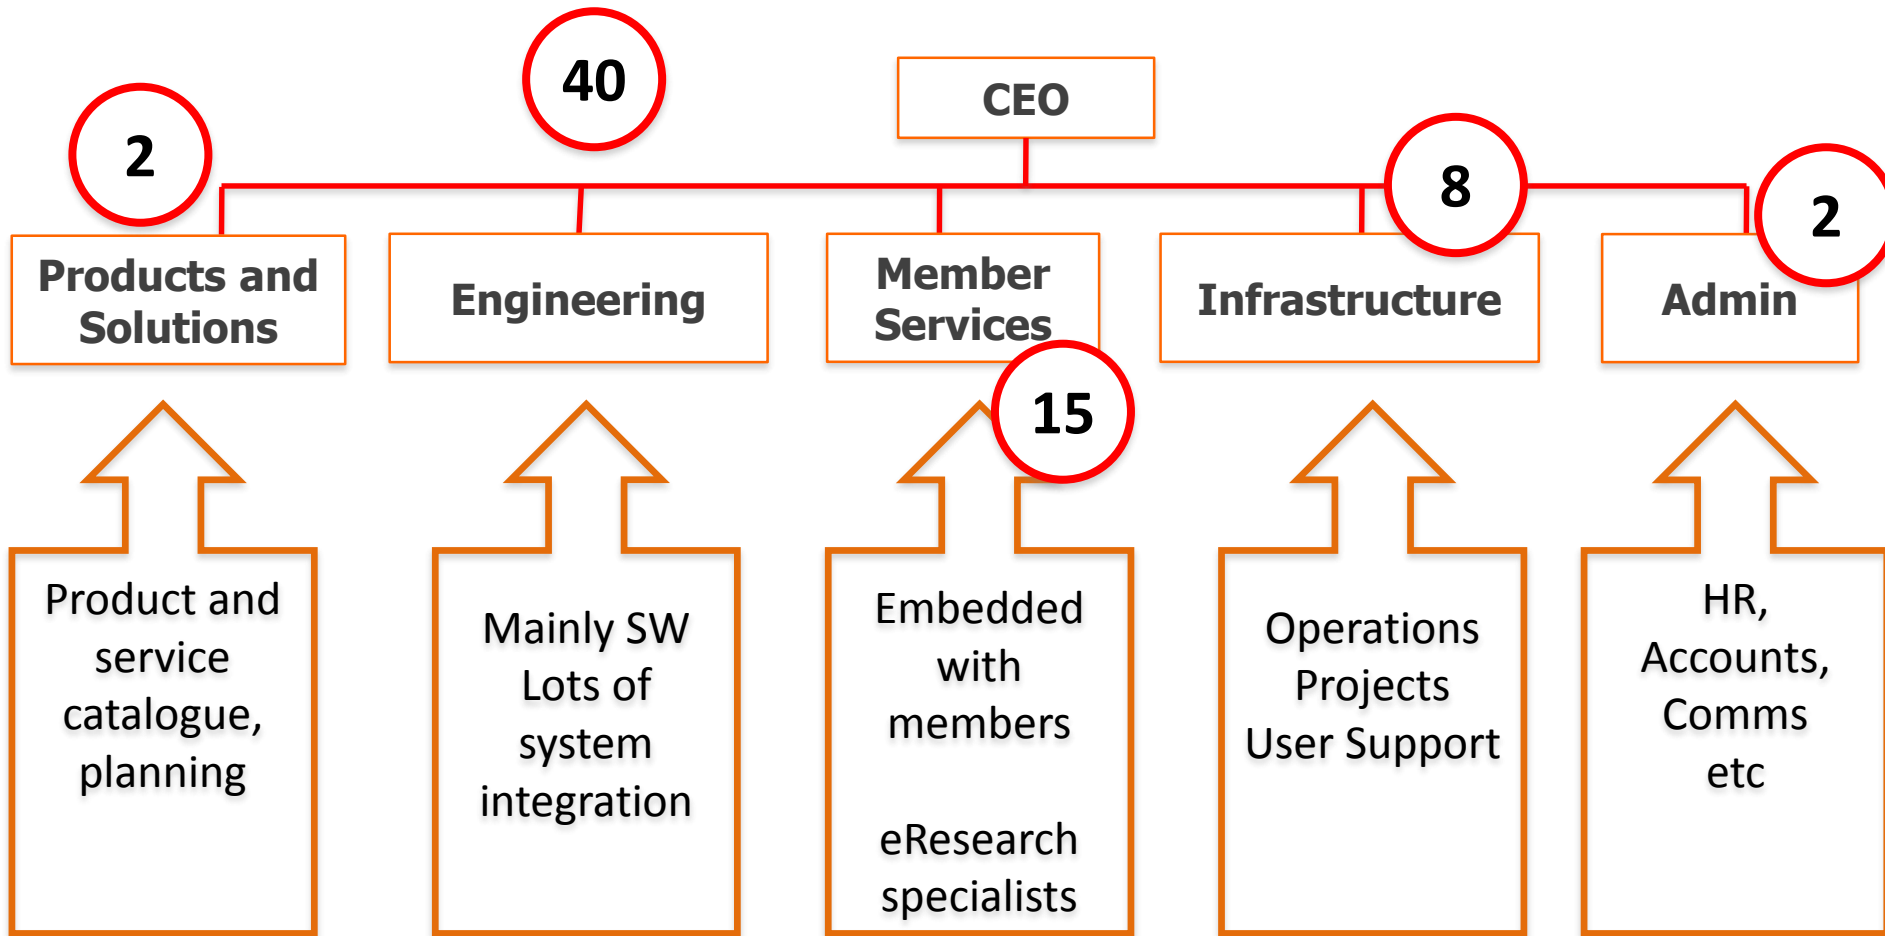 40
CEO
2
8
2
Products and
Solutions
Engineering
Member
Services
Infrastructure
Admin
15
Product and
service
catalogue,
planning
Mainly SW
Lots of
system
integration
Embedded
with
members
eResearch
specialists
Operations
Projects
User Support
HR,
Accounts,
Comms
etc